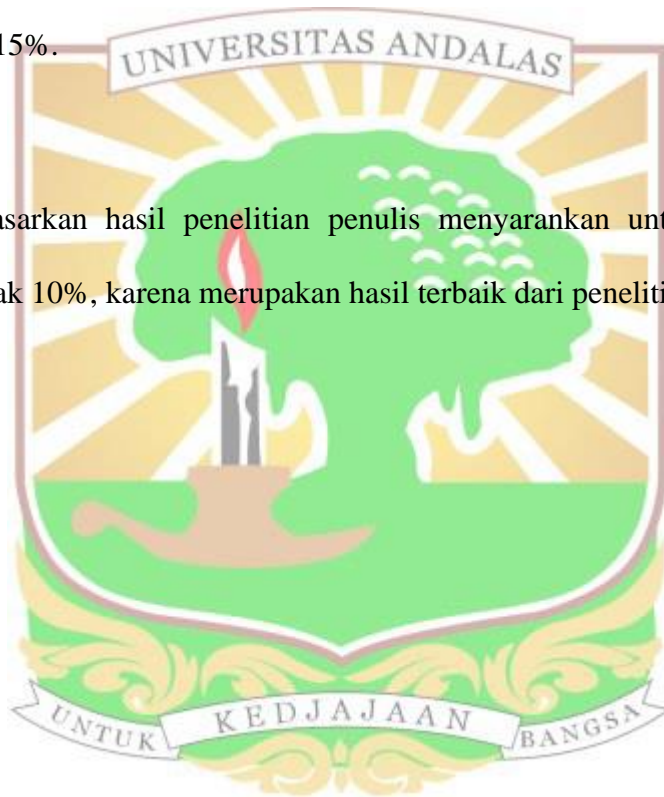 15%.
UNIVERSITAS ANDALAS
asarkan hasil penelitian penulis menyarankan unt
ak 10%, karena merupakan hasil terbaik dari peneliti
UNTUK KEDJAJAAN BANGSA